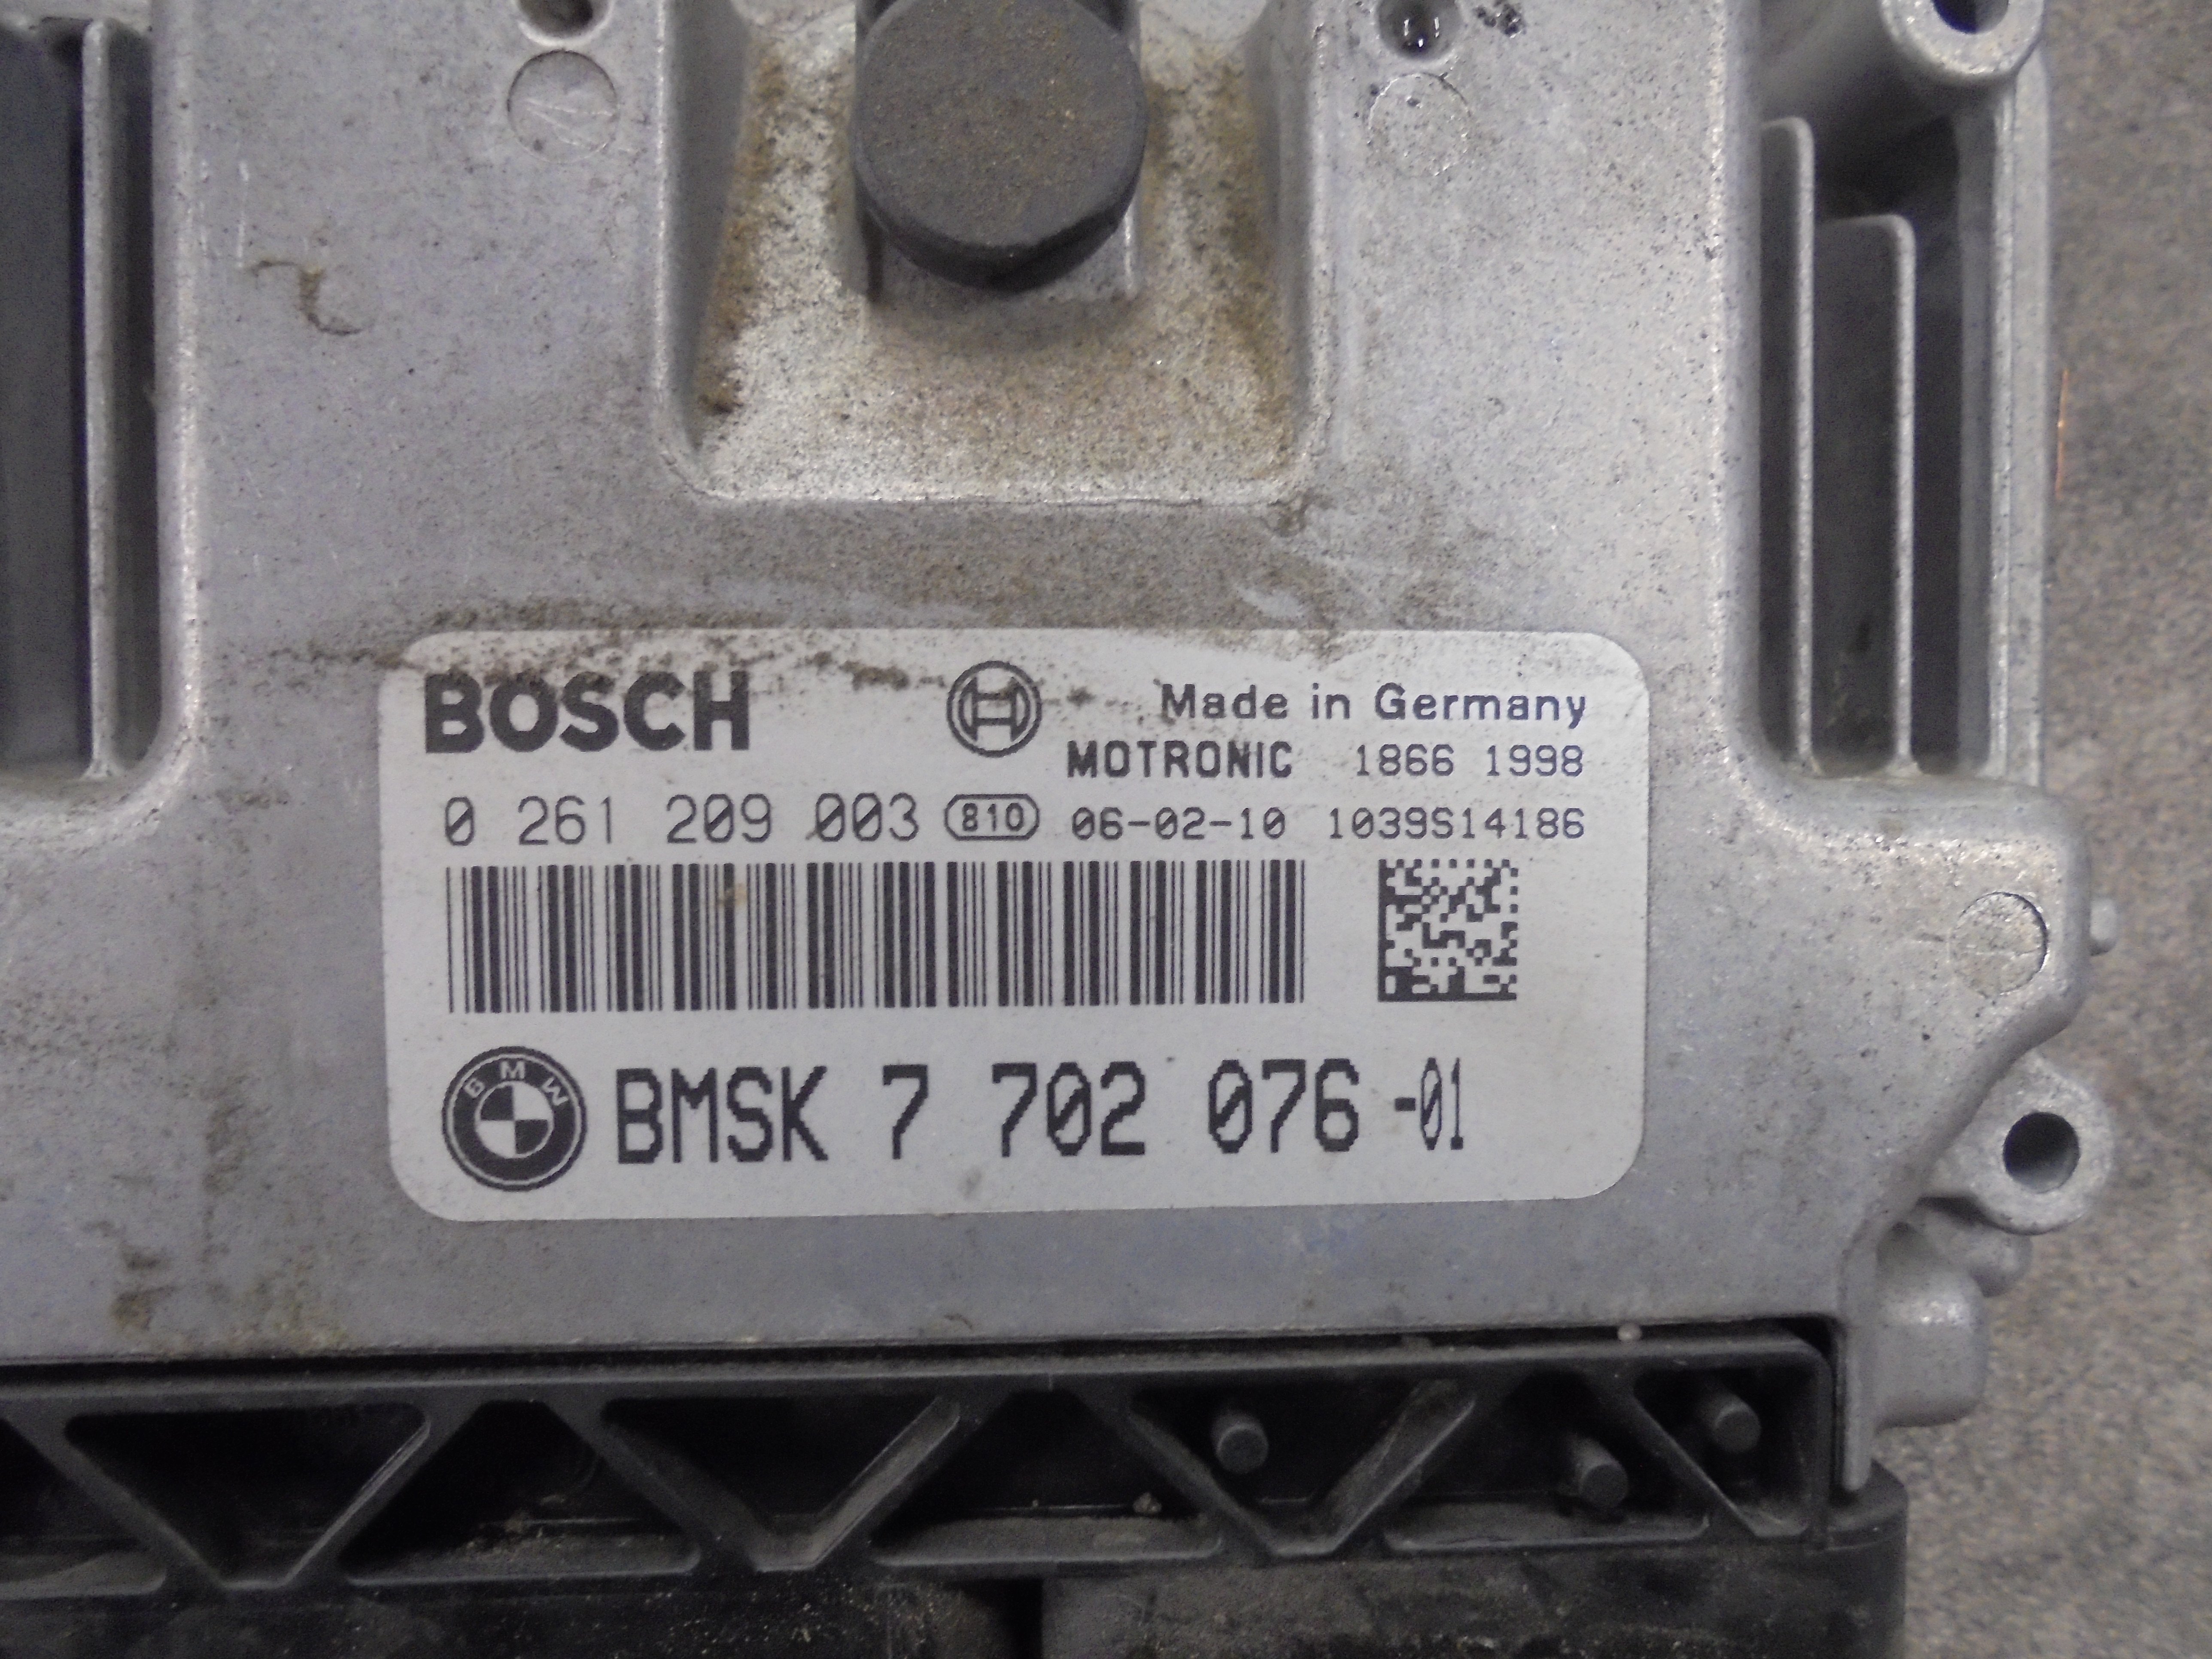 BOSCH
Made in Germany
MOTRONIC 1866 1998
0 261 209 003 810 06-02-10 1039S14186
BMW BMSK 7 702 076 -01